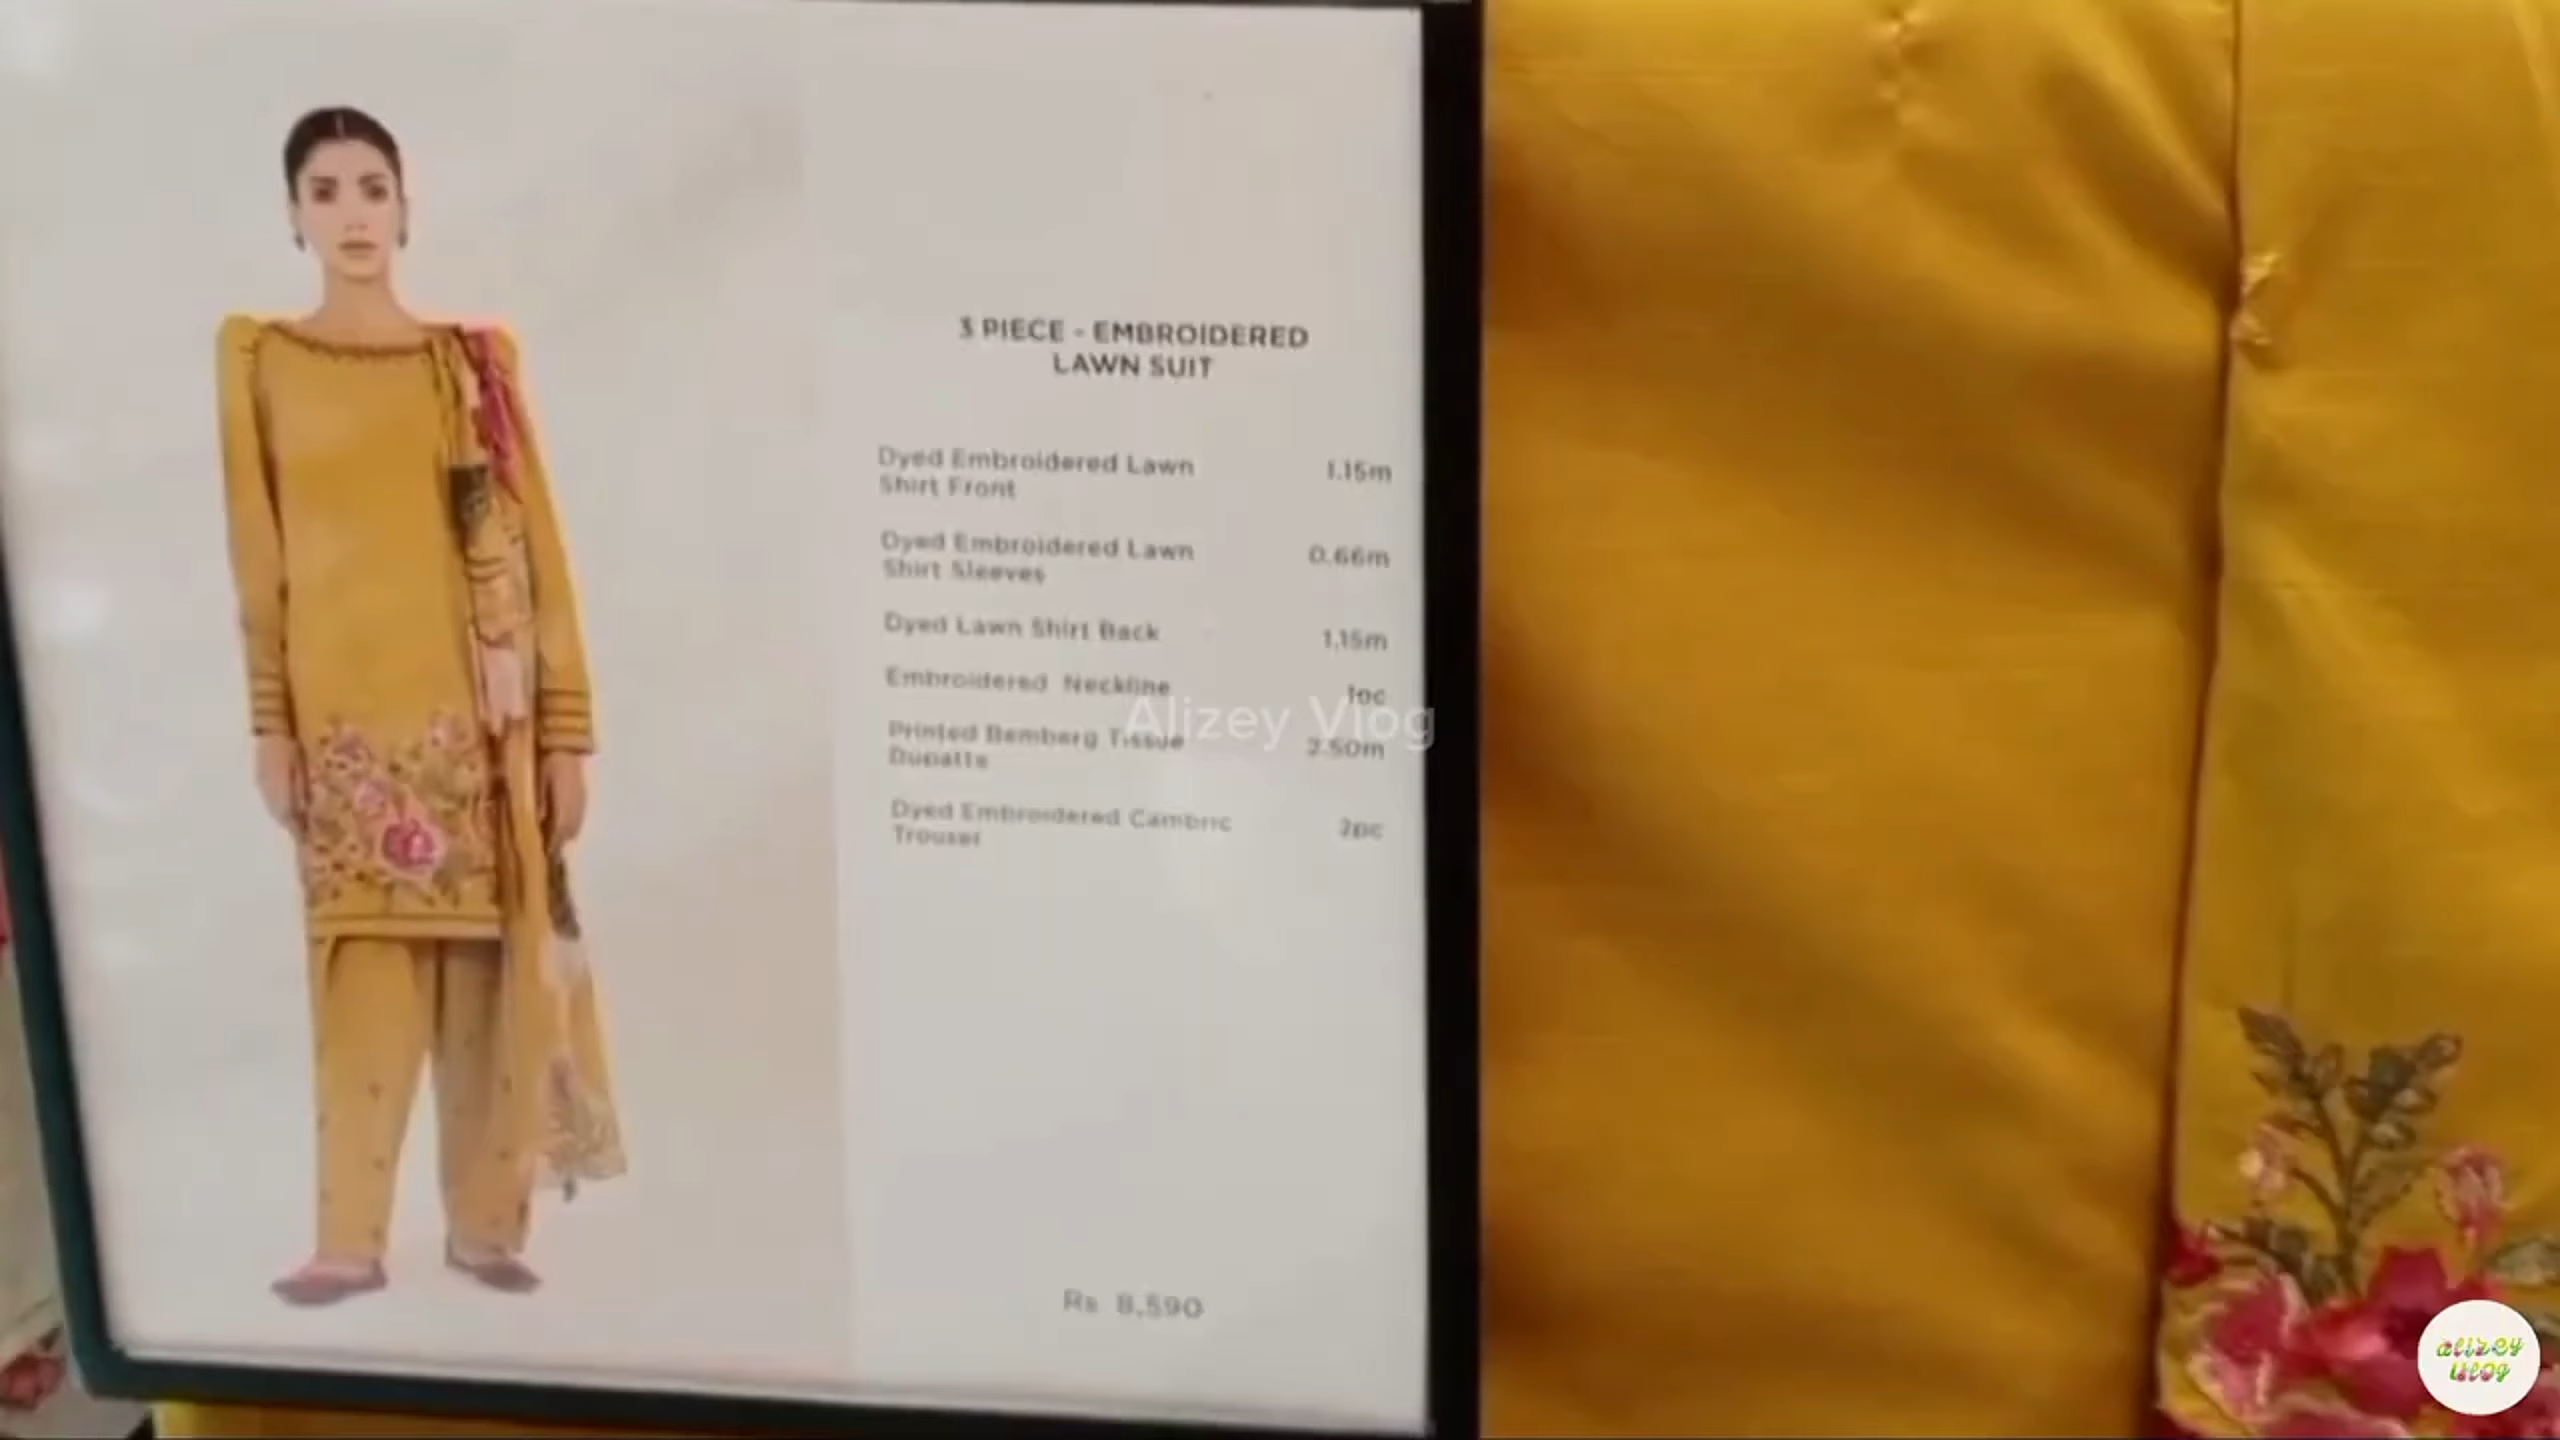 3 PIECE - EMBROIDERED
LAWN SUIT
Dyed Embroidered Lawn 1.15m
Shirt Front
Dyed Embroidered Lawn 0.66m
Shirt Sleeves
Dyed Lawn Shirt Back 1.15m
Embroidered Neckline 1pc
Printed Bemberg Tissue 2.50m
Dupatta
Dyed Embroidered Cambric 2pc
Trouser
Rs 8,590
Alizey Vlog
alizey
vlog